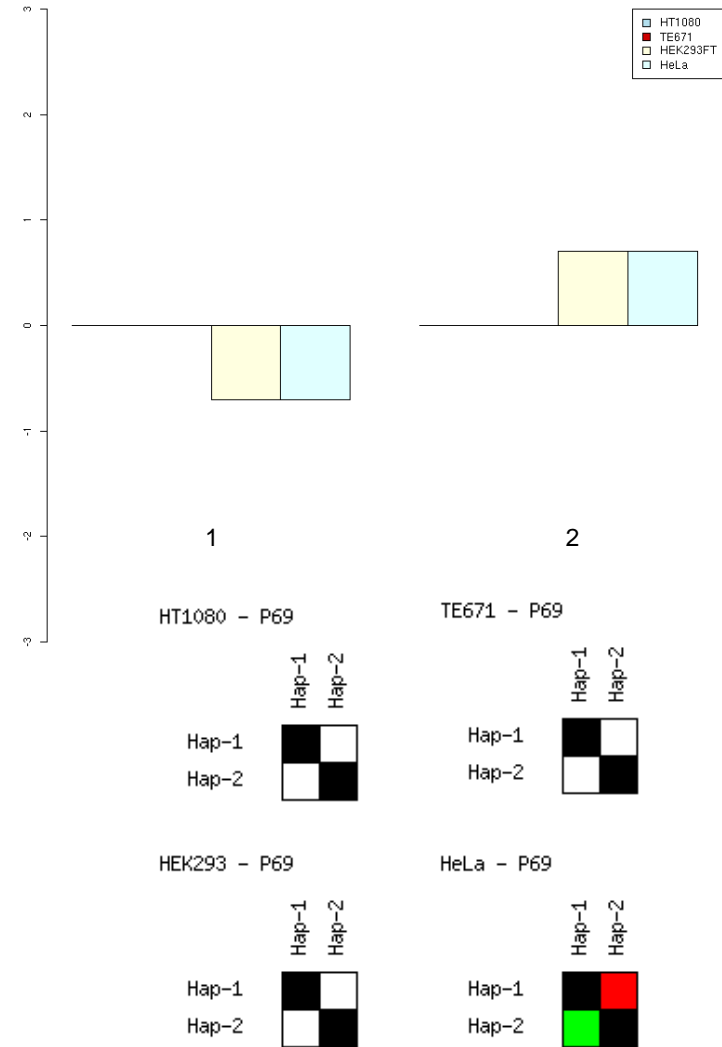 3
2
1
0
-1
-2
-3
HT1080
TE671
HEK293FT
HeLa
1
2
HT1080 - P69
Hap-1 Hap-2
Hap-1
Hap-2
TE671 - P69
Hap-1 Hap-2
Hap-1
Hap-2
HEK293 - P69
Hap-1 Hap-2
Hap-1
Hap-2
HeLa - P69
Hap-1 Hap-2
Hap-1
Hap-2